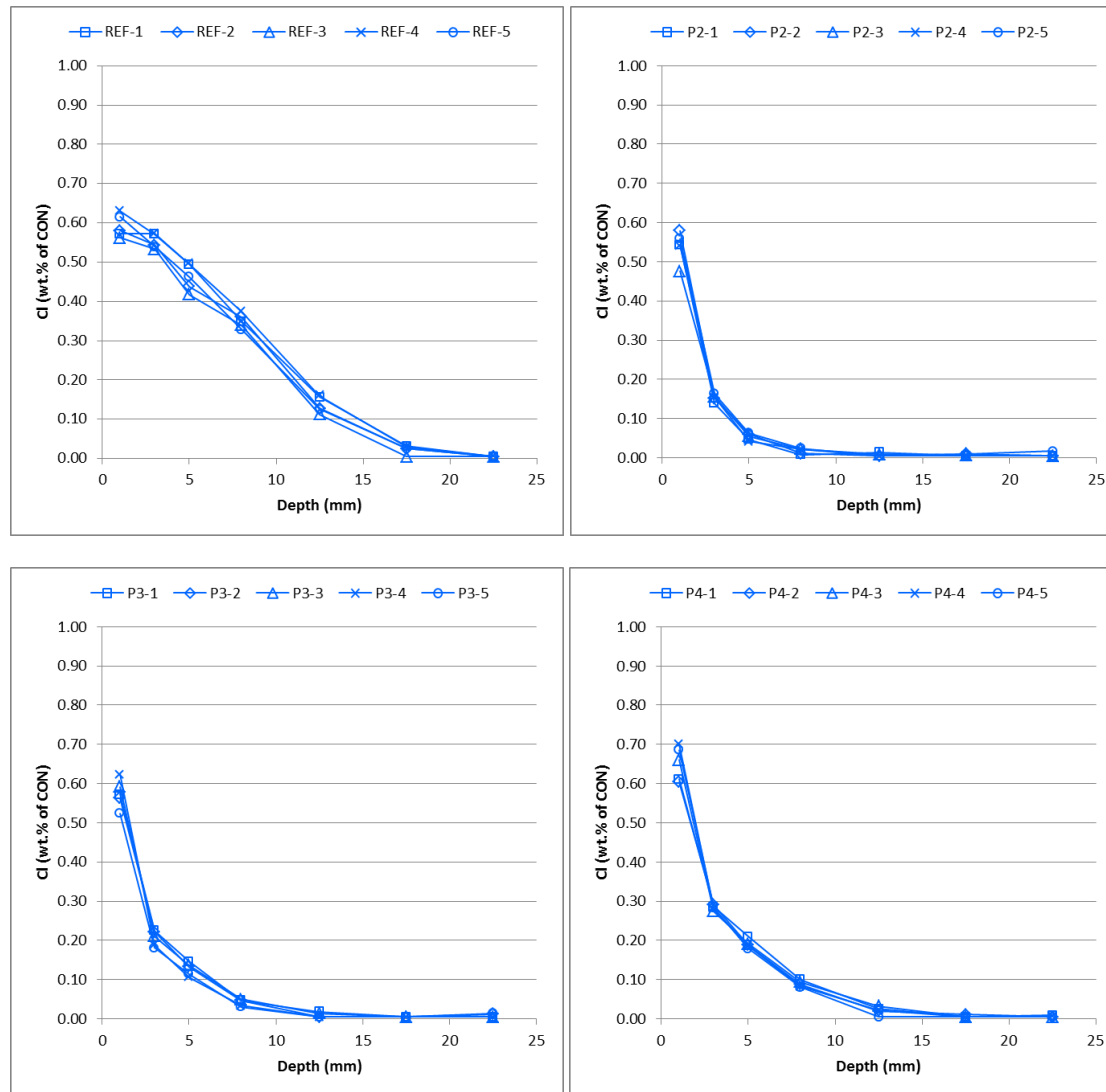 REF-1 REF-2 REF-3 REF-4 REF-5
1.00
0.90
0.80
0.70
0.60
0.50
0.40
0.30
0.20
0.10
0.00
Cl (wt.% of CON)
0 5 10 15 20 25
Depth (mm)
P2-1 P2-2 P2-3 P2-4 P2-5
1.00
0.90
0.80
0.70
0.60
0.50
0.40
0.30
0.20
0.10
0.00
Cl (wt.% of CON)
0 5 10 15 20 25
Depth (mm)
P3-1 P3-2 P3-3 P3-4 P3-5
1.00
0.90
0.80
0.70
0.60
0.50
0.40
0.30
0.20
0.10
0.00
Cl (wt.% of CON)
0 5 10 15 20 25
Depth (mm)
P4-1 P4-2 P4-3 P4-4 P4-5
1.00
0.90
0.80
0.70
0.60
0.50
0.40
0.30
0.20
0.10
0.00
Cl (wt.% of CON)
0 5 10 15 20 25
Depth (mm)